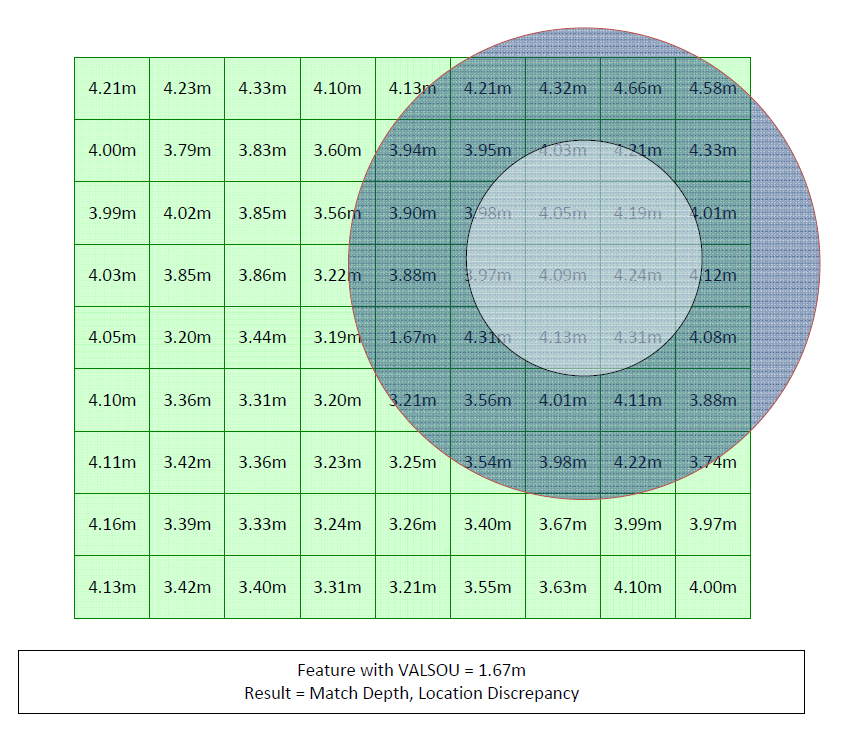 4.21m 4.23m 4.33m 4.10m 4.13m 4.21m 4.32m 4.66m 4.58m
4.00m 3.79m 3.83m 3.60m 3.94m 3.95m 4.03m 4.21m 4.33m
3.99m 4.02m 3.85m 3.56m 3.90m 3.98m 4.05m 4.19m 4.01m
4.03m 3.85m 3.86m 3.22m 3.88m 3.97m 4.09m 4.24m 4.12m
4.05m 3.20m 3.44m 3.19m 1.67m 4.31m 4.13m 4.31m 4.08m
4.10m 3.36m 3.31m 3.20m 3.21m 3.56m 4.01m 4.11m 3.88m
4.11m 3.42m 3.36m 3.23m 3.25m 3.54m 3.98m 4.22m 3.74m
4.16m 3.39m 3.33m 3.24m 3.26m 3.40m 3.67m 3.99m 3.97m
4.13m 3.42m 3.40m 3.31m 3.21m 3.55m 3.63m 4.10m 4.00m
Feature with VALSOU = 1.67m
Result = Match Depth, Location Discrepancy